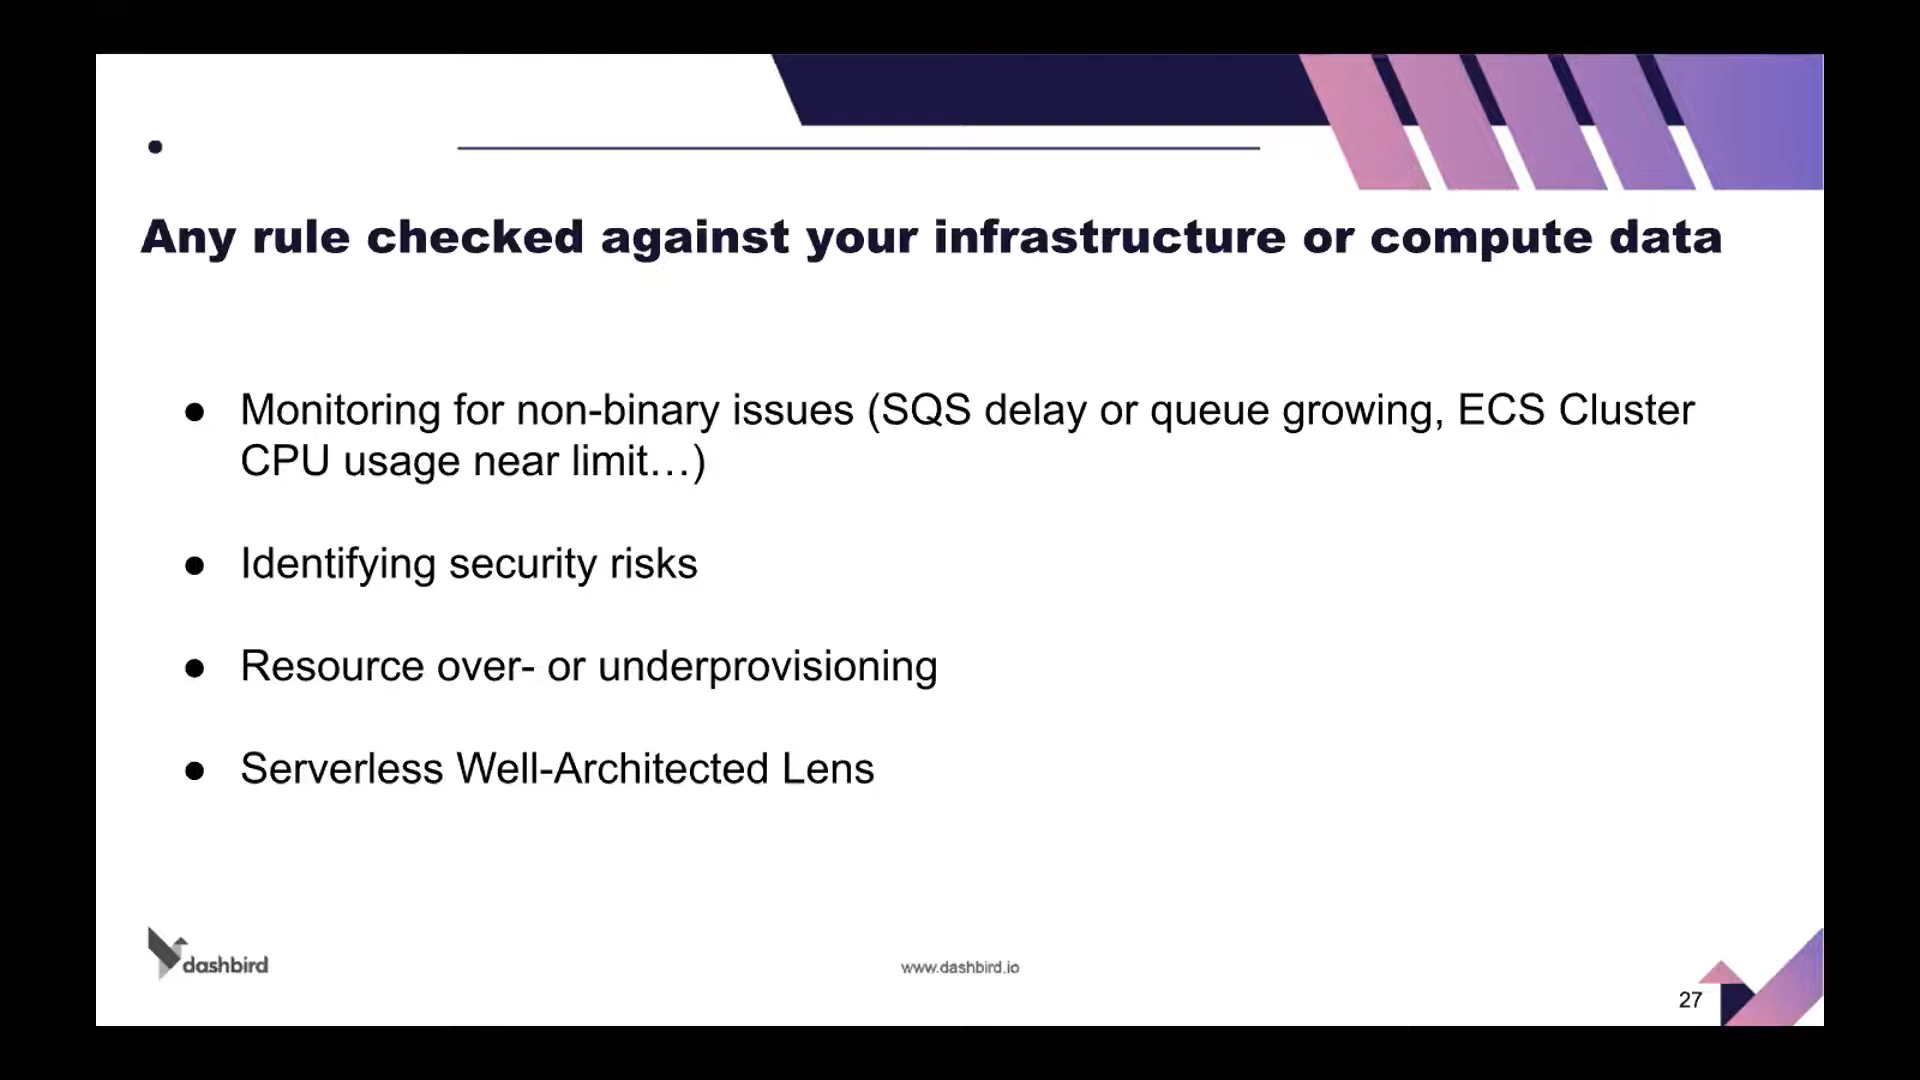 Any rule checked against your infrastructure or compute data
● Monitoring for non-binary issues (SQS delay or queue growing, ECS Cluster
CPU usage near limit…)
● Identifying security risks
● Resource over- or underprovisioning
● Serverless Well-Architected Lens
dashbird
www.dashbird.io
27